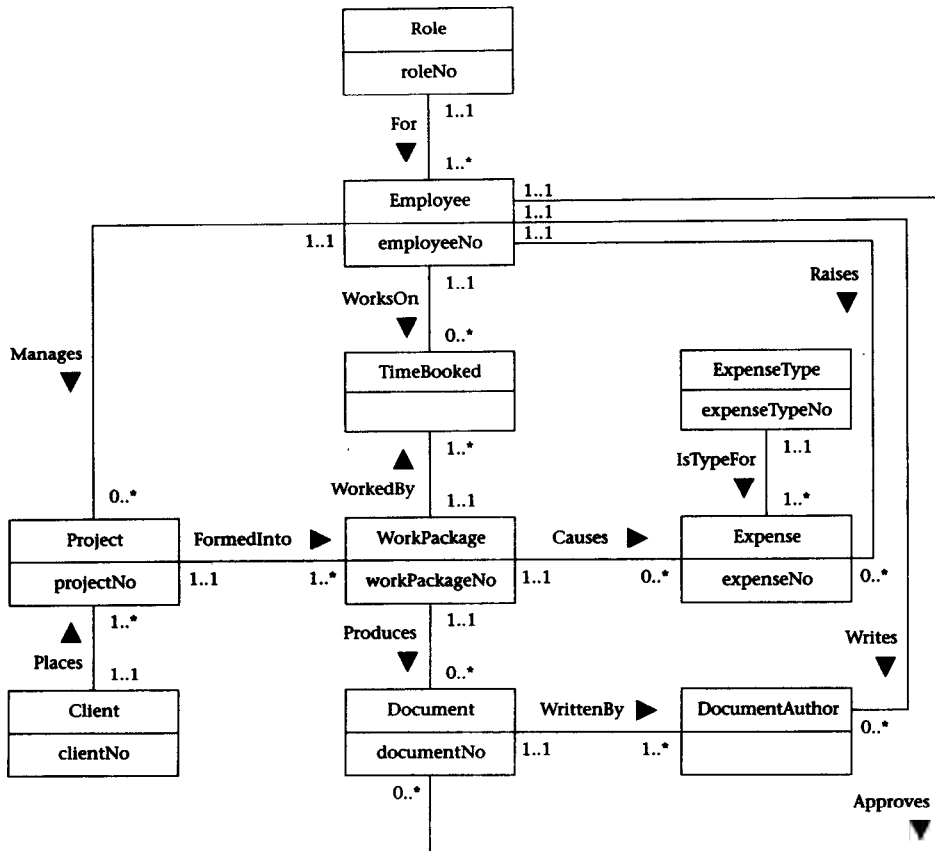 Role
roleNo
1..1
For
1..*
Employee
employeeNo
1..1
1..1
1..1
1..1
1..1
WorksOn
Raises
0..*
Manages
TimeBooked
ExpenseType
expenseTypeNo
1..*
1..1
WorkedBy
IsTypeFor
0..*
1..1
1..*
Project
projectNo
FormedInto
1..1
1..*
WorkPackage
workPackageNo
Causes
1..1
0..*
Expense
expenseNo
0..*
1..*
Places
1..1
1..1
Produces
0..*
Writes
Client
clientNo
Document
documentNo
WrittenBy
1..1
1..*
DocumentAuthor
0..*
0..*
Approves